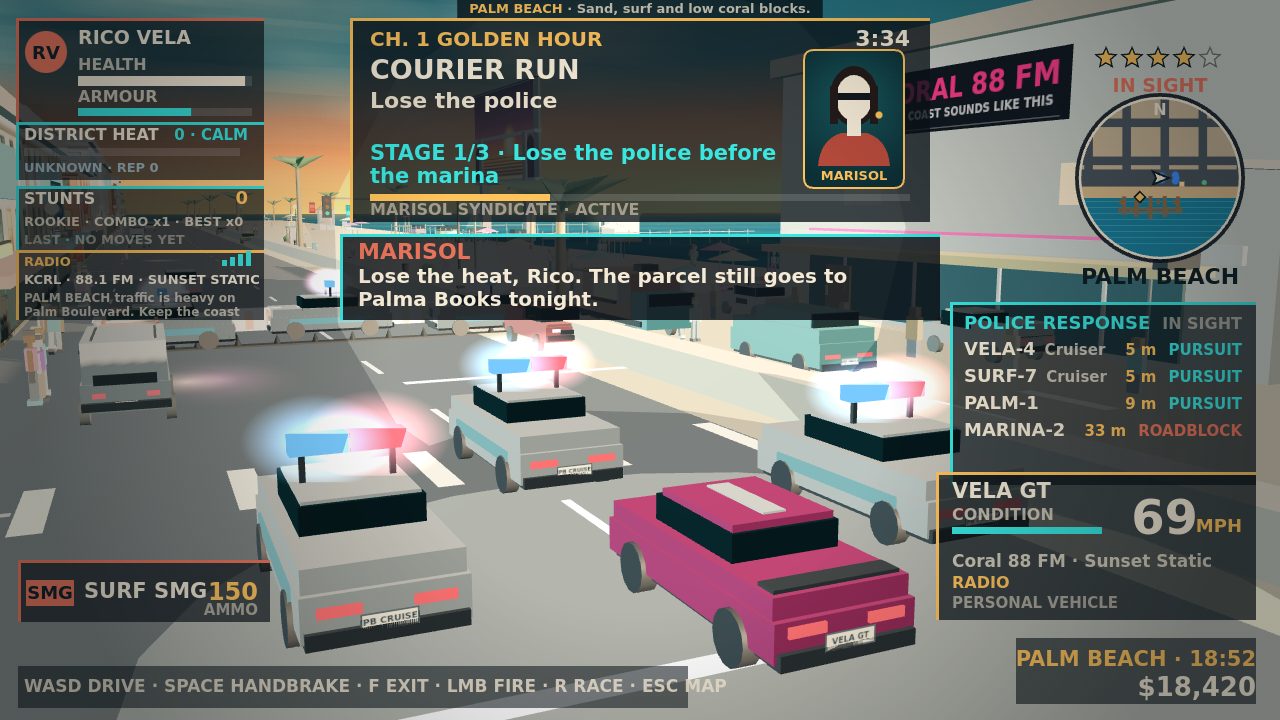 PALM BEACH · Sand, surf and low coral blocks.
RV
RICO VELA
HEALTH
ARMOUR
DISTRICT HEAT 0 · CALM
UNKNOWN · REP 0
STUNTS 0
ROOKIE · COMBO x1 · BEST x0
LAST · NO MOVES YET
RADIO
KCRL · 88.1 FM · SUNSET STATIC
PALM BEACH traffic is heavy on
Palm Boulevard. Keep the coast
CH. 1 GOLDEN HOUR 3:34
COURIER RUN
Lose the police
STAGE 1/3 · Lose the police before
the marina
MARISOL SYNDICATE · ACTIVE
MARISOL
MARISOL
Lose the heat, Rico. The parcel still goes to
Palma Books tonight.
ORAL 88 FM
COAST SOUNDS LIKE THIS
IN SIGHT
N
PALM BEACH
POLICE RESPONSE IN SIGHT
VELA-4 Cruiser 5 m PURSUIT
SURF-7 Cruiser 5 m PURSUIT
PALM-1 9 m PURSUIT
MARINA-2 33 m ROADBLOCK
VELA GT
CONDITION
69 MPH
Coral 88 FM · Sunset Static
RADIO
PERSONAL VEHICLE
PB CRUISE
PB CRUISE
VELA GT
SMG SURF SMG 150
AMMO
WASD DRIVE · SPACE HANDBRAKE · F EXIT · LMB FIRE · R RACE · ESC MAP
PALM BEACH · 18:52
$18,420